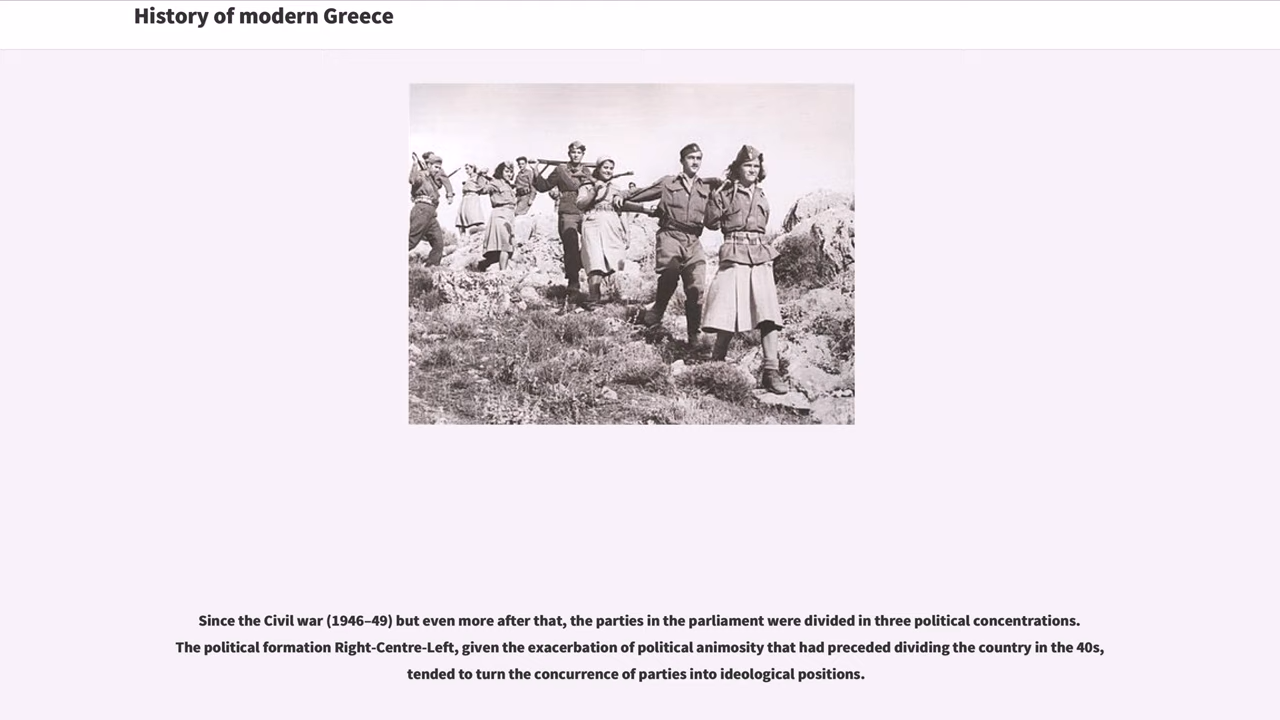 History of modern Greece
Since the Civil war (1946–49) but even more after that, the parties in the parliament were divided in three political concentrations.
The political formation Right-Centre-Left, given the exacerbation of political animosity that had preceded dividing the country in the 40s,
tended to turn the concurrence of parties into ideological positions.